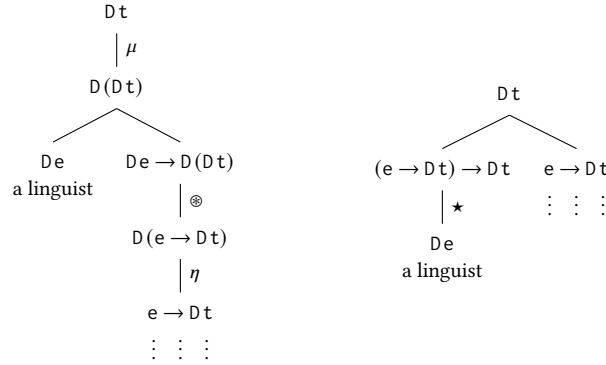 Dt
μ
D(Dt)
De De → D(Dt)
a linguist
⊛
D(e → Dt)
η
e → Dt
⋮ ⋮ ⋮
Dt
(e → Dt) → Dt e → Dt
★ ⋮ ⋮ ⋮
De
a linguist